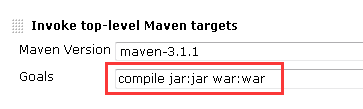 Invoke top-level Maven targets
Maven Version maven-3.1.1
Goals compile jar:jar war:war